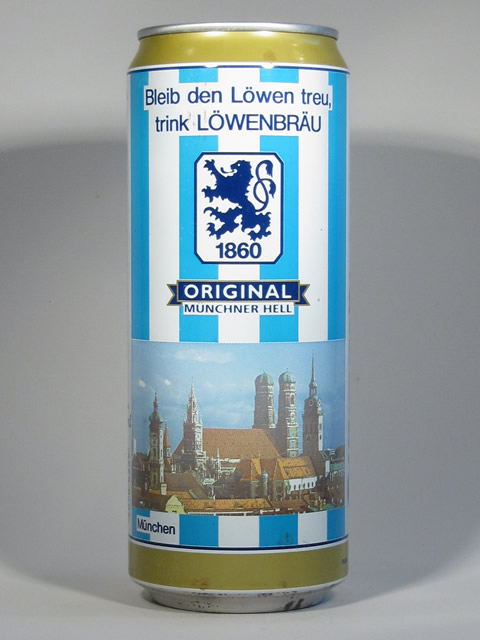 Bleib den Löwen treu,
trink LÖWENBRÄU
1860
ORIGINAL
MÜNCHNER HELL
München